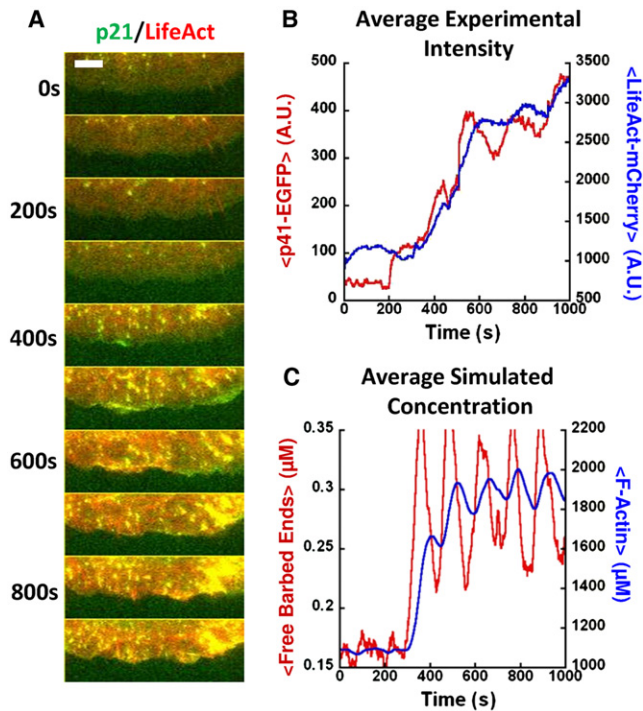 A
p21/LifeAct
0s
200s
400s
600s
800s
B
Average Experimental
Intensity
<p41-EGFP> (A.U.)
500
400
300
200
100
0
3500
3000
2500
2000
1500
1000
500
<LifeAct-mCherry>
(A.U.)
0 200 400 600 800 1000
Time (s)
C
Average Simulated
Concentration
<Free Barbed Ends> (µM)
0.35
0.3
0.25
0.2
0.15
2200
2000
1800
1600
1400
1200
1000
<F-Actin>
(µM)
0 200 400 600 800 1000
Time (s)